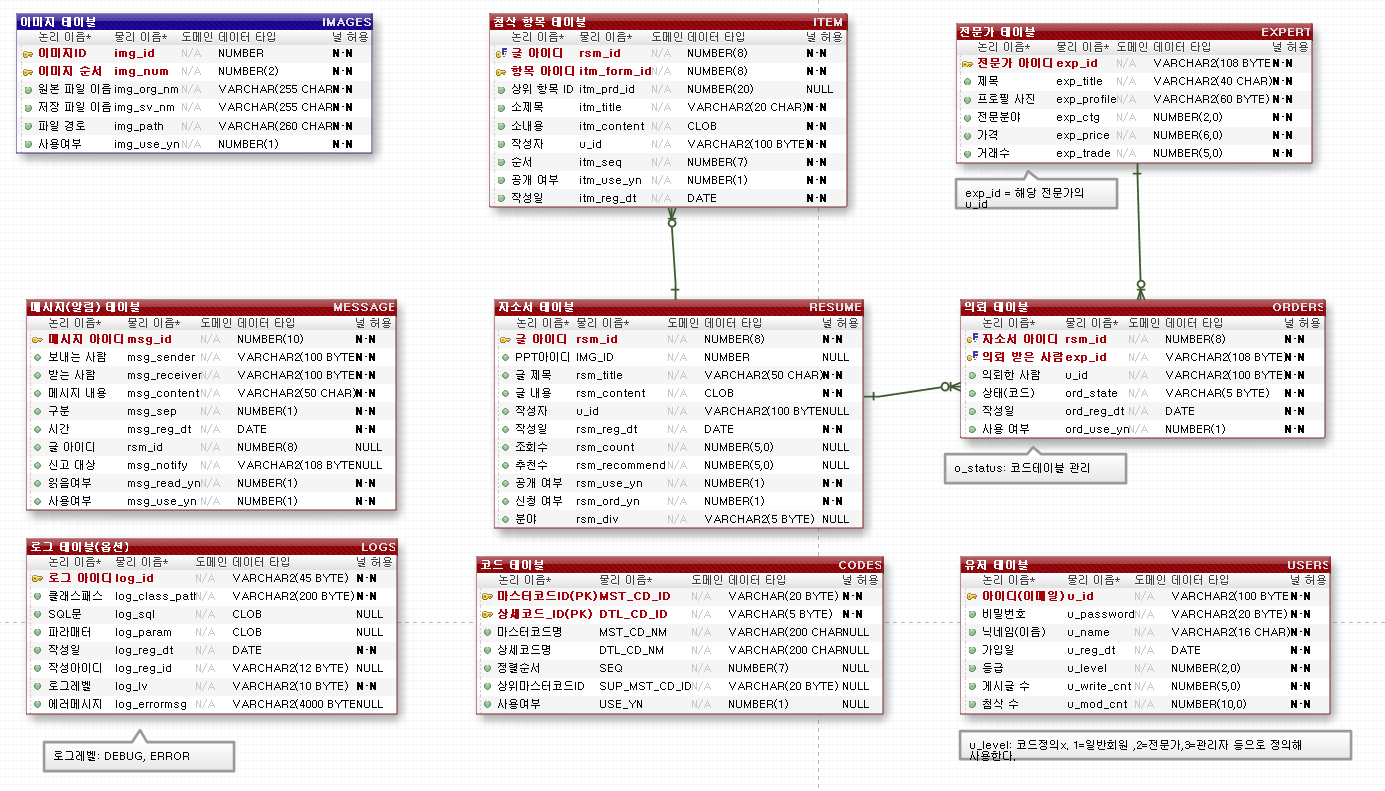 이미지 테이블 IMAGES
논리 이름* 물리 이름* 도메인 데이터 타입 널 허용
이미지ID img_id N/A NUMBER N-N
이미지 순서 img_num N/A NUMBER(2) N-N
원본 파일 이름 img_org_nm N/A VARCHAR(255 CHAR N-N
저장 파일 이름 img_sv_nm N/A VARCHAR(255 CHAR N-N
파일 경로 img_path N/A VARCHAR(260 CHAR N-N
사용여부 img_use_yn N/A NUMBER(1) N-N
첨삭 항목 테이블 ITEM
논리 이름* 물리 이름* 도메인 데이터 타입 널 허용
글 아이디 rsm_id N/A NUMBER(8) N-N
항목 아이디 itm_form_id N/A NUMBER(8) N-N
상위 항목 ID itm_prd_id N/A NUMBER(20) NULL
소제목 itm_title N/A VARCHAR2(20 CHAR) N-N
소내용 itm_content N/A CLOB N-N
작성자 u_id N/A VARCHAR2(100 BYTE N-N
순서 itm_seq N/A NUMBER(7) N-N
공개 여부 itm_use_yn N/A NUMBER(1) N-N
작성일 itm_reg_dt N/A DATE N-N
전문가 테이블 EXPERT
논리 이름* 물리 이름* 도메인 데이터 타입 널 허용
전문가 아이디 exp_id N/A VARCHAR2(108 BYTE N-N
제목 exp_title N/A VARCHAR2(40 CHAR) N-N
프로필 사진 exp_profile N/A VARCHAR2(60 BYTE) N-N
전문분야 exp_ctg N/A NUMBER(2,0) N-N
가격 exp_price N/A NUMBER(6,0) N-N
거래수 exp_trade N/A NUMBER(5,0) N-N
exp_id = 해당 전문가의
u_id
메시지(알림) 테이블 MESSAGE
논리 이름* 물리 이름* 도메인 데이터 타입 널 허용
메시지 아이디 msg_id N/A NUMBER(10) N-N
보내는 사람 msg_sender N/A VARCHAR2(100 BYTE N-N
받는 사람 msg_receiver N/A VARCHAR2(100 BYTE N-N
메시지 내용 msg_content N/A VARCHAR2(50 CHAR) N-N
구분 msg_sep N/A NUMBER(1) N-N
시간 msg_reg_dt N/A DATE N-N
글 아이디 rsm_id N/A NUMBER(8) NULL
신고 대상 msg_notify N/A VARCHAR2(108 BYTE NULL
읽음여부 msg_read_yn N/A NUMBER(1) N-N
사용여부 msg_use_yn N/A NUMBER(1) N-N
자소서 테이블 RESUME
논리 이름* 물리 이름* 도메인 데이터 타입 널 허용
글 아이디 rsm_id N/A NUMBER(8) N-N
PPT아이디 IMG_ID N/A NUMBER NULL
글 제목 rsm_title N/A VARCHAR2(50 CHAR) N-N
글 내용 rsm_content N/A CLOB N-N
작성자 u_id N/A VARCHAR2(100 BYTE NULL
작성일 rsm_reg_dt N/A DATE N-N
조회수 rsm_count N/A NUMBER(5,0) N-N
추천수 rsm_recommend N/A NUMBER(5,0) N-N
공개 여부 rsm_use_yn N/A NUMBER(1) N-N
신청 여부 rsm_ord_yn N/A NUMBER(1) N-N
분야 rsm_div N/A VARCHAR2(5 BYTE) NULL
의뢰 테이블 ORDERS
논리 이름* 물리 이름* 도메인 데이터 타입 널 허용
자소서 아이디 rsm_id N/A NUMBER(8) N-N
의뢰 받은 사람 exp_id N/A VARCHAR2(108 BYTE N-N
의뢰한 사람 u_id N/A VARCHAR2(100 BYTE N-N
상태(코드) ord_state N/A VARCHAR(5 BYTE) N-N
작성일 ord_reg_dt N/A DATE N-N
사용 여부 ord_use_yn N/A NUMBER(1) N-N
o_status: 코드테이블 관리
로그 테이블(옵션) LOGS
논리 이름* 물리 이름* 도메인 데이터 타입 널 허용
로그 아이디 log_id N/A VARCHAR2(45 BYTE) N-N
클래스패스 log_class_path N/A VARCHAR2(200 BYTE N-N
SQL문 log_sql N/A CLOB NULL
파라매터 log_param N/A CLOB NULL
작성일 log_reg_dt N/A DATE N-N
작성아이디 log_reg_id N/A VARCHAR2(12 BYTE) NULL
로그레벨 log_lv N/A VARCHAR2(10 BYTE) N-N
에러메시지 log_errormsg N/A VARCHAR2(4000 BYTE NULL
로그레벨: DEBUG, ERROR
코드 테이블 CODES
논리 이름* 물리 이름* 도메인 데이터 타입 널 허용
마스터코드ID(PK) MST_CD_ID N/A VARCHAR(20 BYTE) N-N
상세코드_ID(PK) DTL_CD_ID N/A VARCHAR(5 BYTE) N-N
마스터코드명 MST_CD_NM N/A VARCHAR(200 CHAR NULL
상세코드명 DTL_CD_NM N/A VARCHAR(200 CHAR NULL
정렬순서 SEQ N/A NUMBER(7) NULL
상위마스터코드ID SUP_MST_CD_ID N/A VARCHAR(20 BYTE) NULL
사용여부 USE_YN N/A NUMBER(1) NULL
유저 테이블 USERS
논리 이름* 물리 이름* 도메인 데이터 타입 널 허용
아이디(이메일) u_id N/A VARCHAR2(100 BYTE N-N
비밀번호 u_password N/A VARCHAR2(20 BYTE) N-N
닉네임(이름) u_name N/A VARCHAR2(16 CHAR) N-N
가입일 u_reg_dt N/A DATE N-N
등급 u_level N/A NUMBER(2,0) N-N
게시글 수 u_write_cnt N/A NUMBER(5,0) N-N
첨삭 수 u_mod_cnt N/A NUMBER(10,0) N-N
u_level: 코드정의x. 1=일반회원 ,2=전문가,3=관리자 등으로 정의해
사용한다.